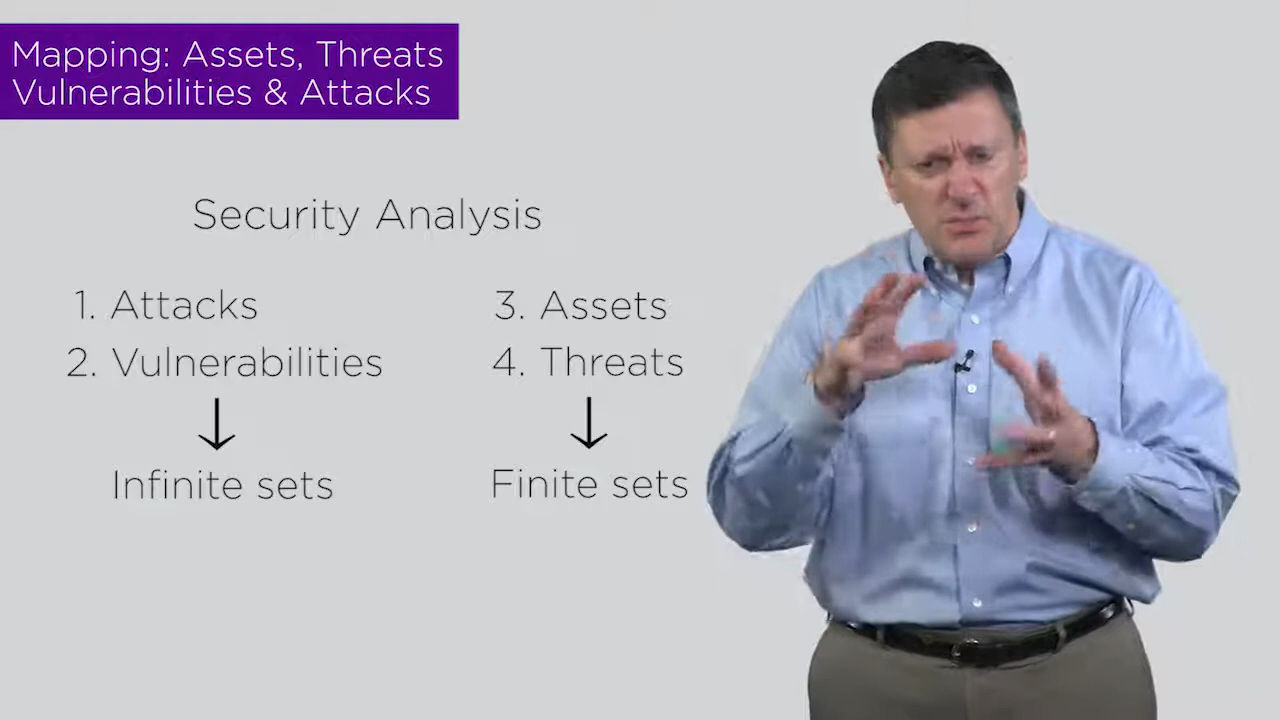 Mapping: Assets, Threats
Vulnerabilities & Attacks
Security Analysis
1. Attacks
2. Vulnerabilities
↓
Infinite sets
3. Assets
4. Threats
↓
Finite sets